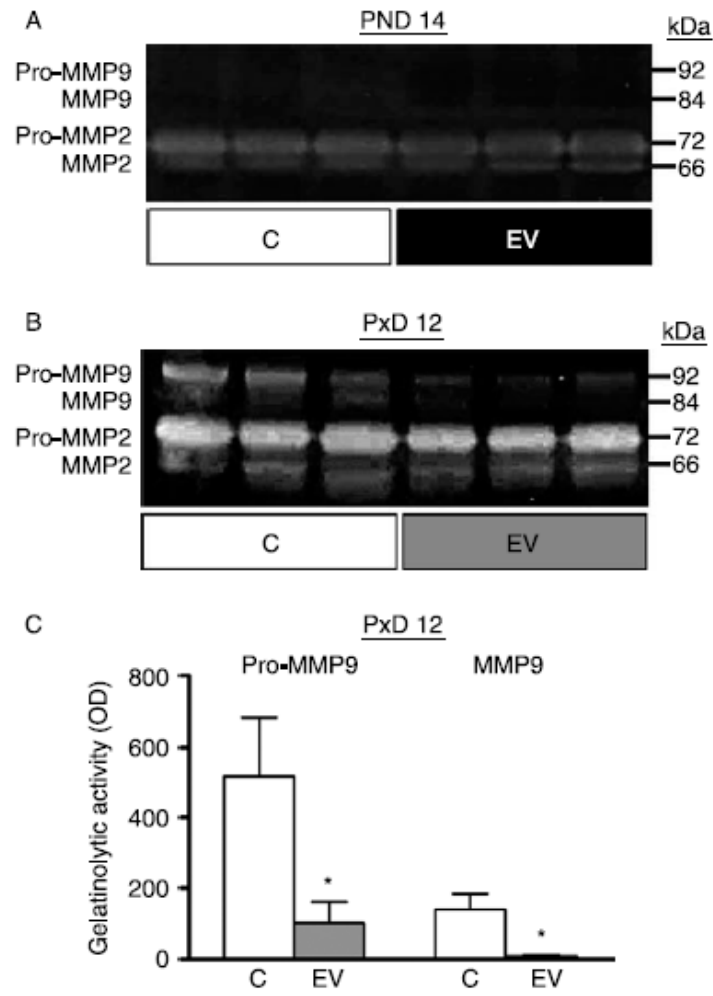 A
PND 14
kDa
Pro-MMP9
92
MMP9
84
Pro-MMP2
72
MMP2
66
C
EV
B
PxD 12
kDa
Pro-MMP9
92
MMP9
84
Pro-MMP2
72
MMP2
66
C
EV
C
PxD 12
Pro-MMP9
MMP9
Gelatinolytic activity (OD)
800
600
400
200
0
*
*
C
EV
C
EV